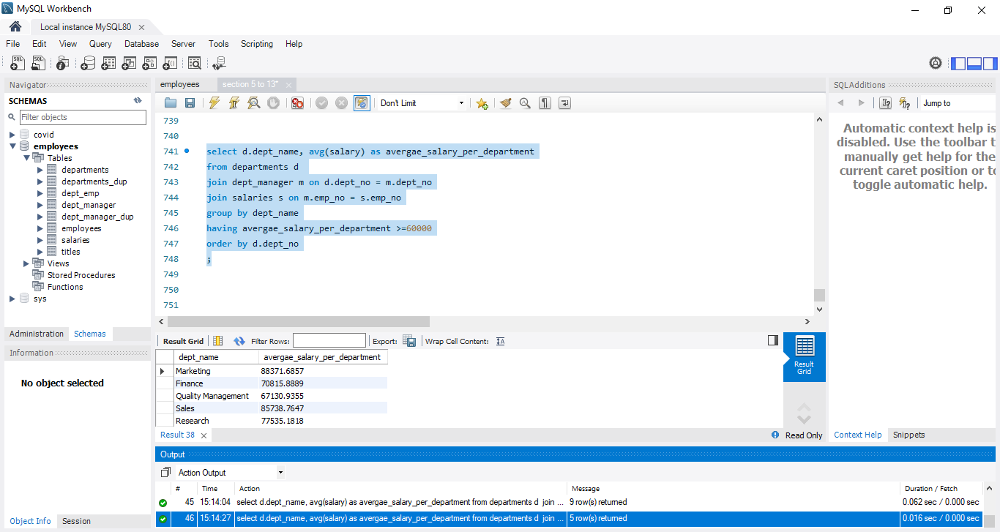 MySQL Workbench
Local instance MySQL80
File Edit View Query Database Server Tools Scripting Help
Navigator
SCHEMAS
Filter objects
covid
employees
Tables
departments
departments_dup
dept_emp
dept_manager
dept_manager_dup
employees
salaries
titles
Views
Stored Procedures
Functions
sys
Administration Schemas
Information
No object selected
Object Info Session
employees section 5 to 13*
Don't Limit
739
740
741 select d.dept_name, avg(salary) as avergae_salary_per_department
742 from departments d
743 join dept_manager m on d.dept_no = m.dept_no
744 join salaries s on m.emp_no = s.emp_no
745 group by dept_name
746 having avergae_salary_per_department >=60000
747 order by d.dept_no
748 ;
749
750
751
Result Grid Filter Rows: Export: Wrap Cell Content:
dept_name avergae_salary_per_department
Marketing 88371.6857
Finance 70815.8889
Quality Management 67130.9355
Sales 85738.7647
Research 77535.1818
Result Grid
Result 38 Read Only
SQLAdditions
Jump to
Automatic context help is
disabled. Use the toolbar t
manually get help for the
current caret position or to
toggle automatic help.
Context Help Snippets
Output
Action Output
# Time Action Message Duration / Fetch
45 15:14:04 select d.dept_name, avg(salary) as avergae_salary_per_department from departments d join ... 9 row(s) returned 0.062 sec / 0.000 sec
46 15:14:27 select d.dept_name, avg(salary) as avergae_salary_per_department from departments d join ... 5 row(s) returned 0.016 sec / 0.000 sec